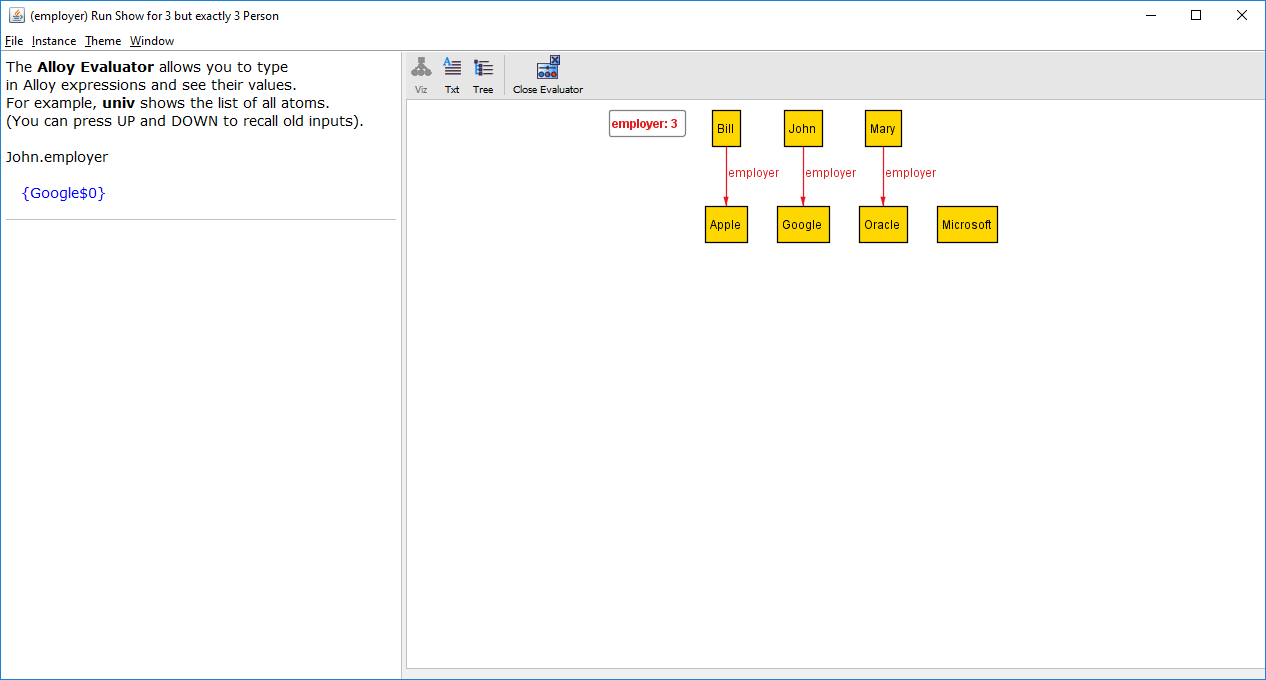 (employer) Run Show for 3 but exactly 3 Person
File Instance Theme Window
The Alloy Evaluator allows you to type
in Alloy expressions and see their values.
For example, univ shows the list of all atoms.
(You can press UP and DOWN to recall old inputs).
John.employer
{Google$0}
Viz Txt Tree Close Evaluator
employer: 3
Bill John Mary
employer employer employer
Apple Google Oracle Microsoft